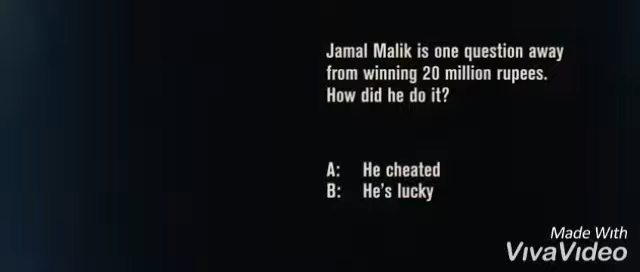 Jamal Malik is one question away
from winning 20 million rupees.
How did he do it?
A: He cheated
B: He's lucky
Made With
VivaVideo